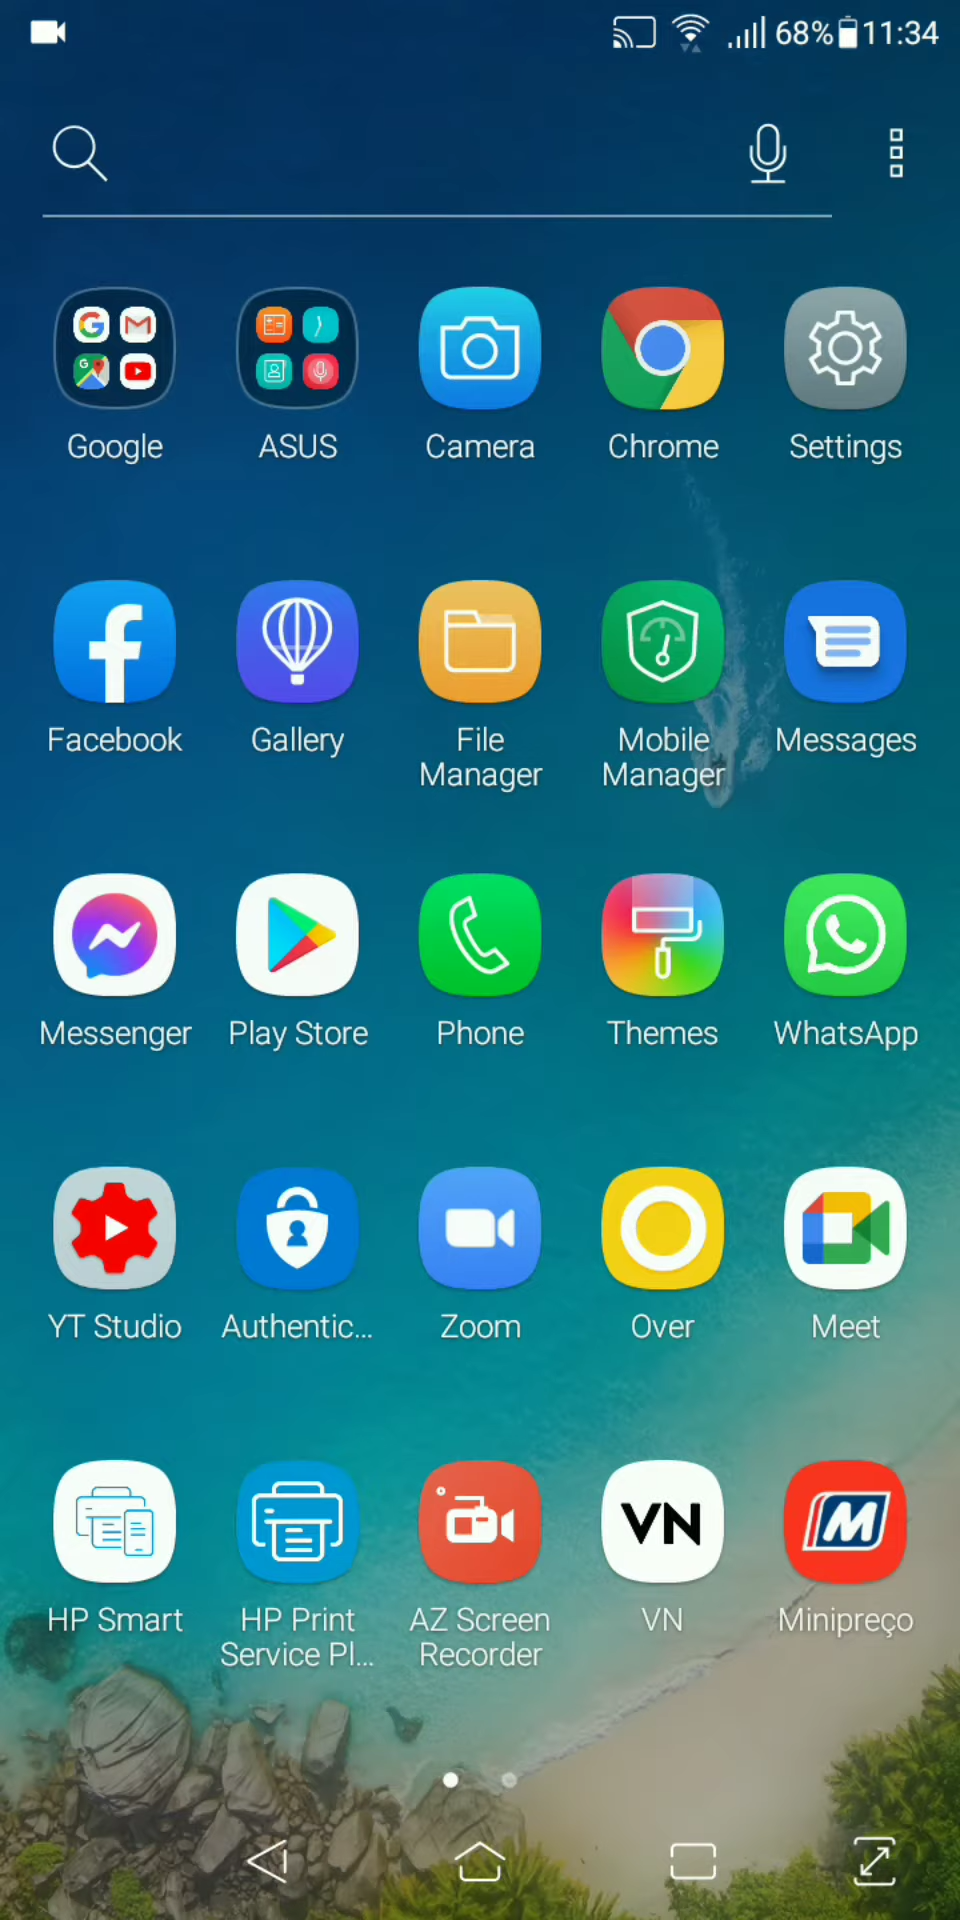 68% 11:34
Google ASUS Camera Chrome Settings
Facebook Gallery File Manager Mobile Manager Messages
Messenger Play Store Phone Themes WhatsApp
YT Studio Authentic... Zoom Over Meet
VN M
HP Smart HP Print Service Pl... AZ Screen Recorder VN Minipreço